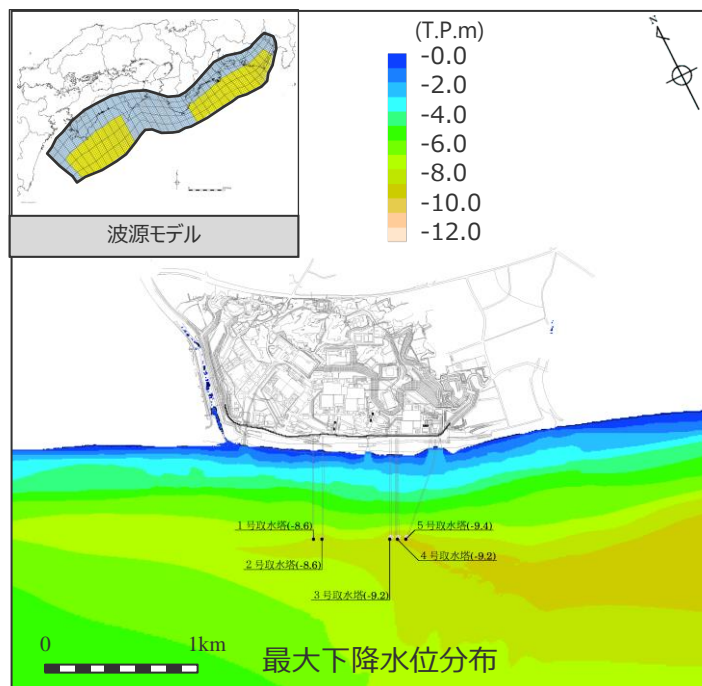 波源モデル
(T.P.m)
-0.0
-2.0
-4.0
-6.0
-8.0
-10.0
-12.0
N
1号取水塔(-8.6)
2号取水塔(-8.6)
3号取水塔(-9.2)
5号取水塔(-9.4)
4号取水塔(-9.2)
0 1km
最大下降水位分布